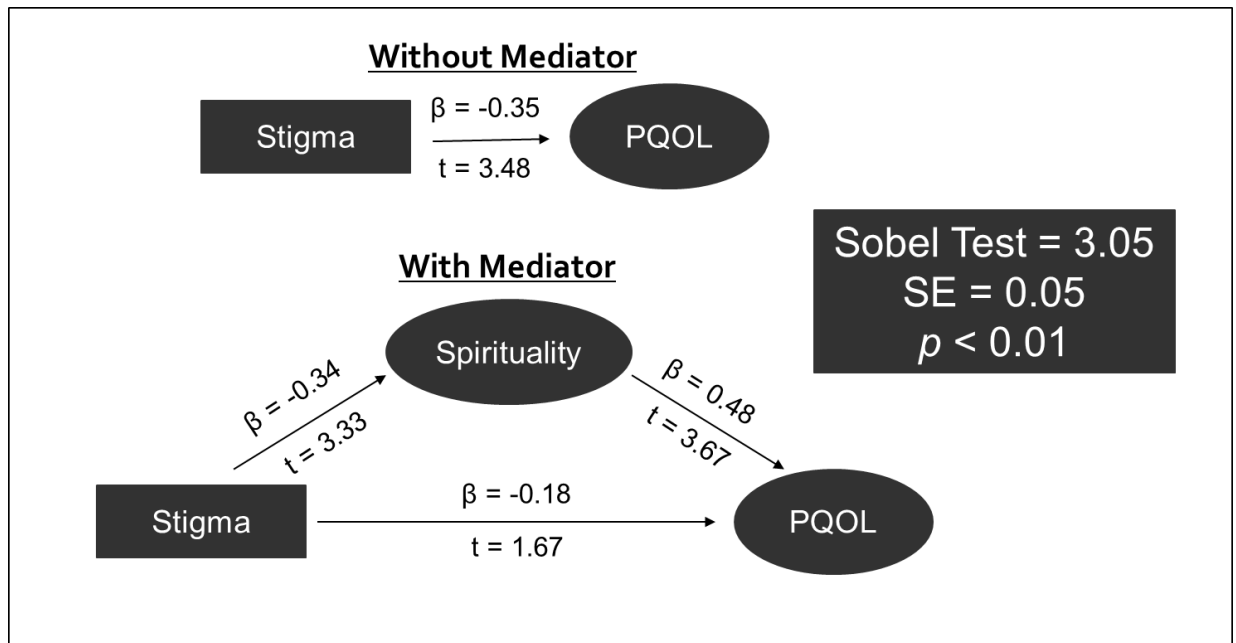 Without Mediator
Stigma
β = -0.35
t = 3.48
PQOL
Sobel Test = 3.05
SE = 0.05
p < 0.01
With Mediator
Spirituality
β = -0.34
t = 3.33
β = 0.48
t = 3.67
Stigma
β = -0.18
t = 1.67
PQOL